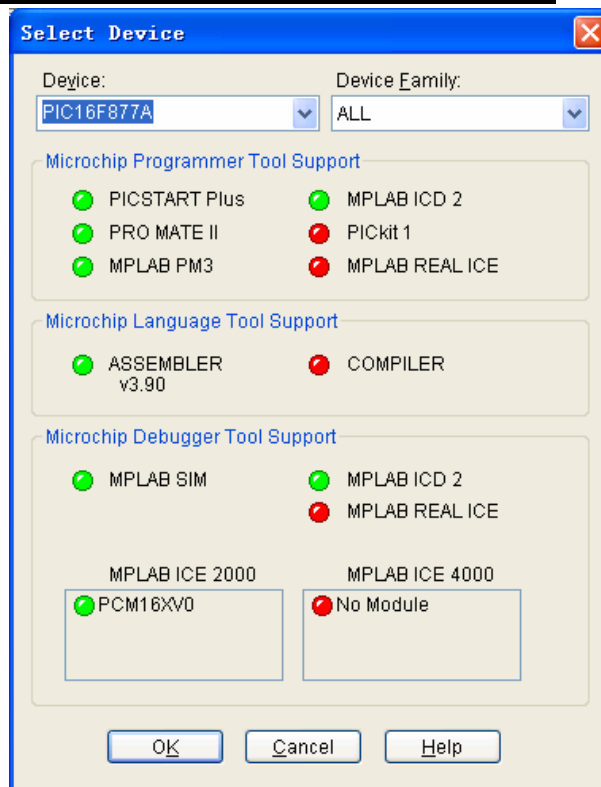 Select Device
Device: Device Family:
PIC16F877A ALL
Microchip Programmer Tool Support
PICSTART Plus MPLAB ICD 2
PRO MATE II PICkit 1
MPLAB PM3 MPLAB REAL ICE
Microchip Language Tool Support
ASSEMBLER COMPILER
v3.90
Microchip Debugger Tool Support
MPLAB SIM MPLAB ICD 2
MPLAB REAL ICE
MPLAB ICE 2000 MPLAB ICE 4000
PCM16XV0 No Module
OK Cancel Help